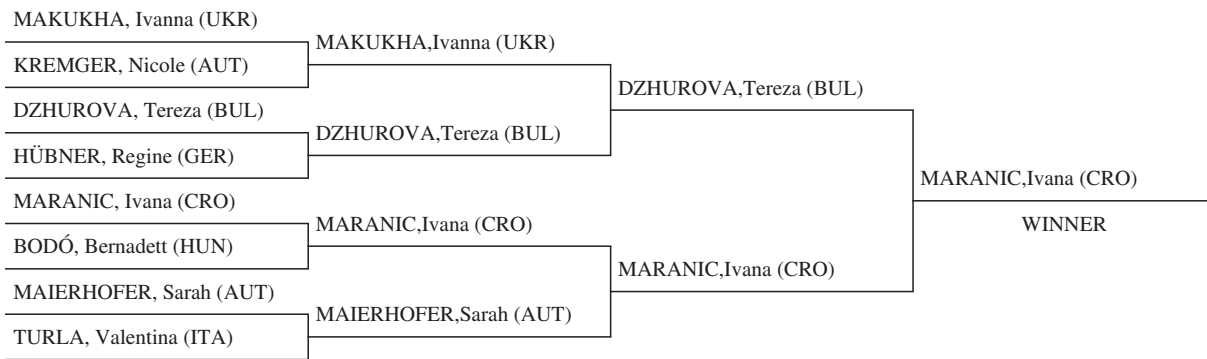 MAKUKHA, Ivanna (UKR)
KREMGER, Nicole (AUT)
DZHUROVA, Tereza (BUL)
HÜBNER, Regine (GER)
MARANIC, Ivana (CRO)
BODÓ, Bernadett (HUN)
MAIERHOFER, Sarah (AUT)
TURLA, Valentina (ITA)
MAKUKHA,Ivanna (UKR)
DZHUROVA,Tereza (BUL)
MARANIC,Ivana (CRO)
MAIERHOFER,Sarah (AUT)
DZHUROVA,Tereza (BUL)
MARANIC,Ivana (CRO)
MARANIC,Ivana (CRO)
WINNER